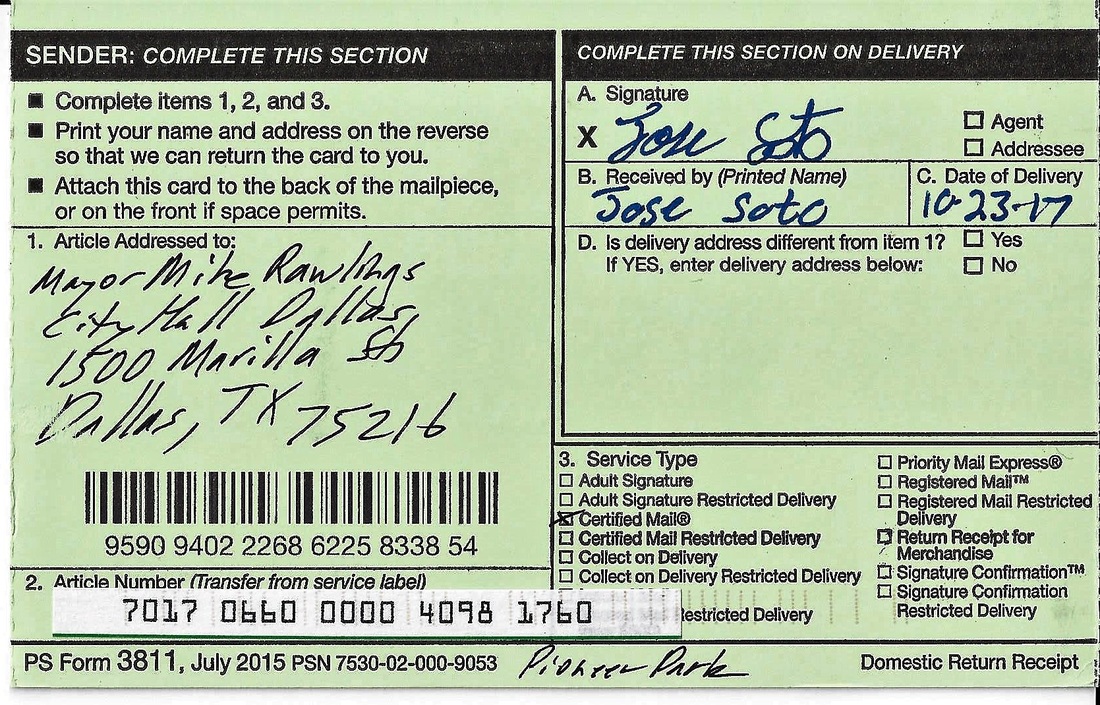 SENDER: COMPLETE THIS SECTION
■ Complete items 1, 2, and 3.
■ Print your name and address on the reverse
so that we can return the card to you.
■ Attach this card to the back of the mailpiece,
or on the front if space permits.
1. Article Addressed to:
Mayor Mike Rawlings
City Hall Dallas,
1500 Marilla St
Dallas, TX 75216
9590 9402 2268 6225 8338 54
2. Article Number (Transfer from service label)
7017 0660 0000 4098 1760
COMPLETE THIS SECTION ON DELIVERY
A. Signature
X Jose Soto
☐ Agent
☐ Addressee
B. Received by (Printed Name)
Jose Soto
C. Date of Delivery
10-23-17
D. Is delivery address different from item 1? ☐ Yes
If YES, enter delivery address below: ☐ No
3. Service Type
☐ Adult Signature
☐ Adult Signature Restricted Delivery
☒ Certified Mail®
☐ Certified Mail Restricted Delivery
☐ Collect on Delivery
☐ Collect on Delivery Restricted Delivery
Restricted Delivery
☐ Priority Mail Express®
☐ Registered Mail™
☐ Registered Mail Restricted
Delivery
☐ Return Receipt for
Merchandise
☐ Signature Confirmation™
☐ Signature Confirmation
Restricted Delivery
PS Form 3811, July 2015 PSN 7530-02-000-9053
Pioneer Park
Domestic Return Receipt